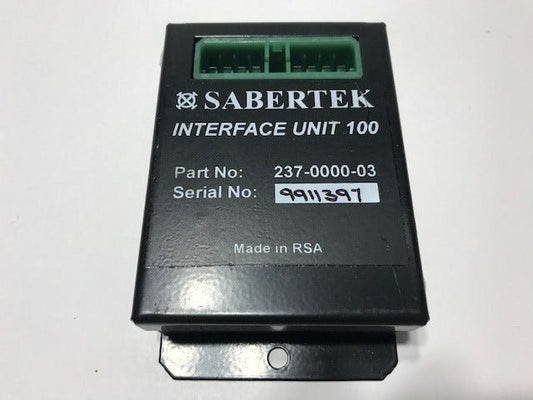 SABERTEK
INTERFACE UNIT 100
Part No: 237-0000-03
Serial No: 9911397
Made in RSA